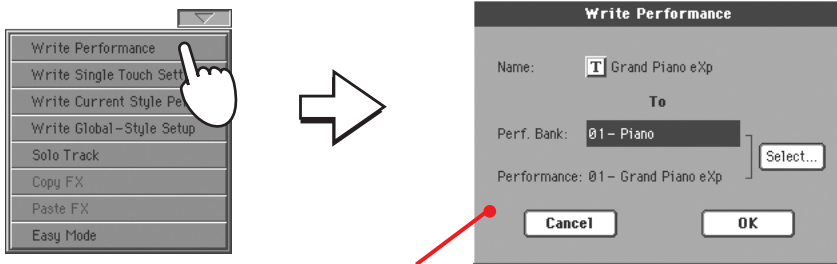 Write Performance
Write Single Touch Sett
Write Current Style Pe
Write Global-Style Setup
Solo Track
Copy FX
Paste FX
Easy Mode
Write Performance
Name: T Grand Piano eXp
To
Perf. Bank: 01- Piano
Select...
Performance: 01- Grand Piano eXp
Cancel OK